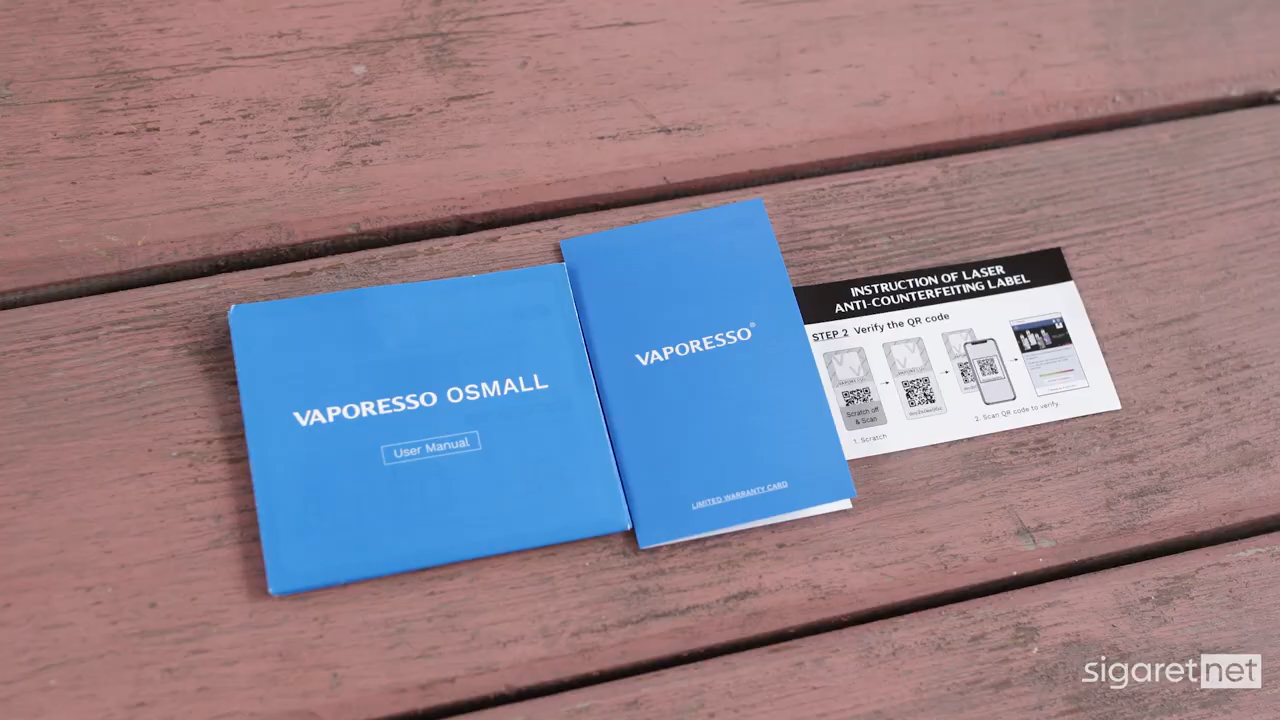 VAPORESSO OSMALL
User Manual
VAPORESSO®
LIMITED WARRANTY CARD
INSTRUCTION OF LASER
ANTI-COUNTERFEITING LABEL
STEP 2 Verify the QR code
Scratch off
& Scan
1. Scratch
2. Scan QR code to verify.
sigaretnet